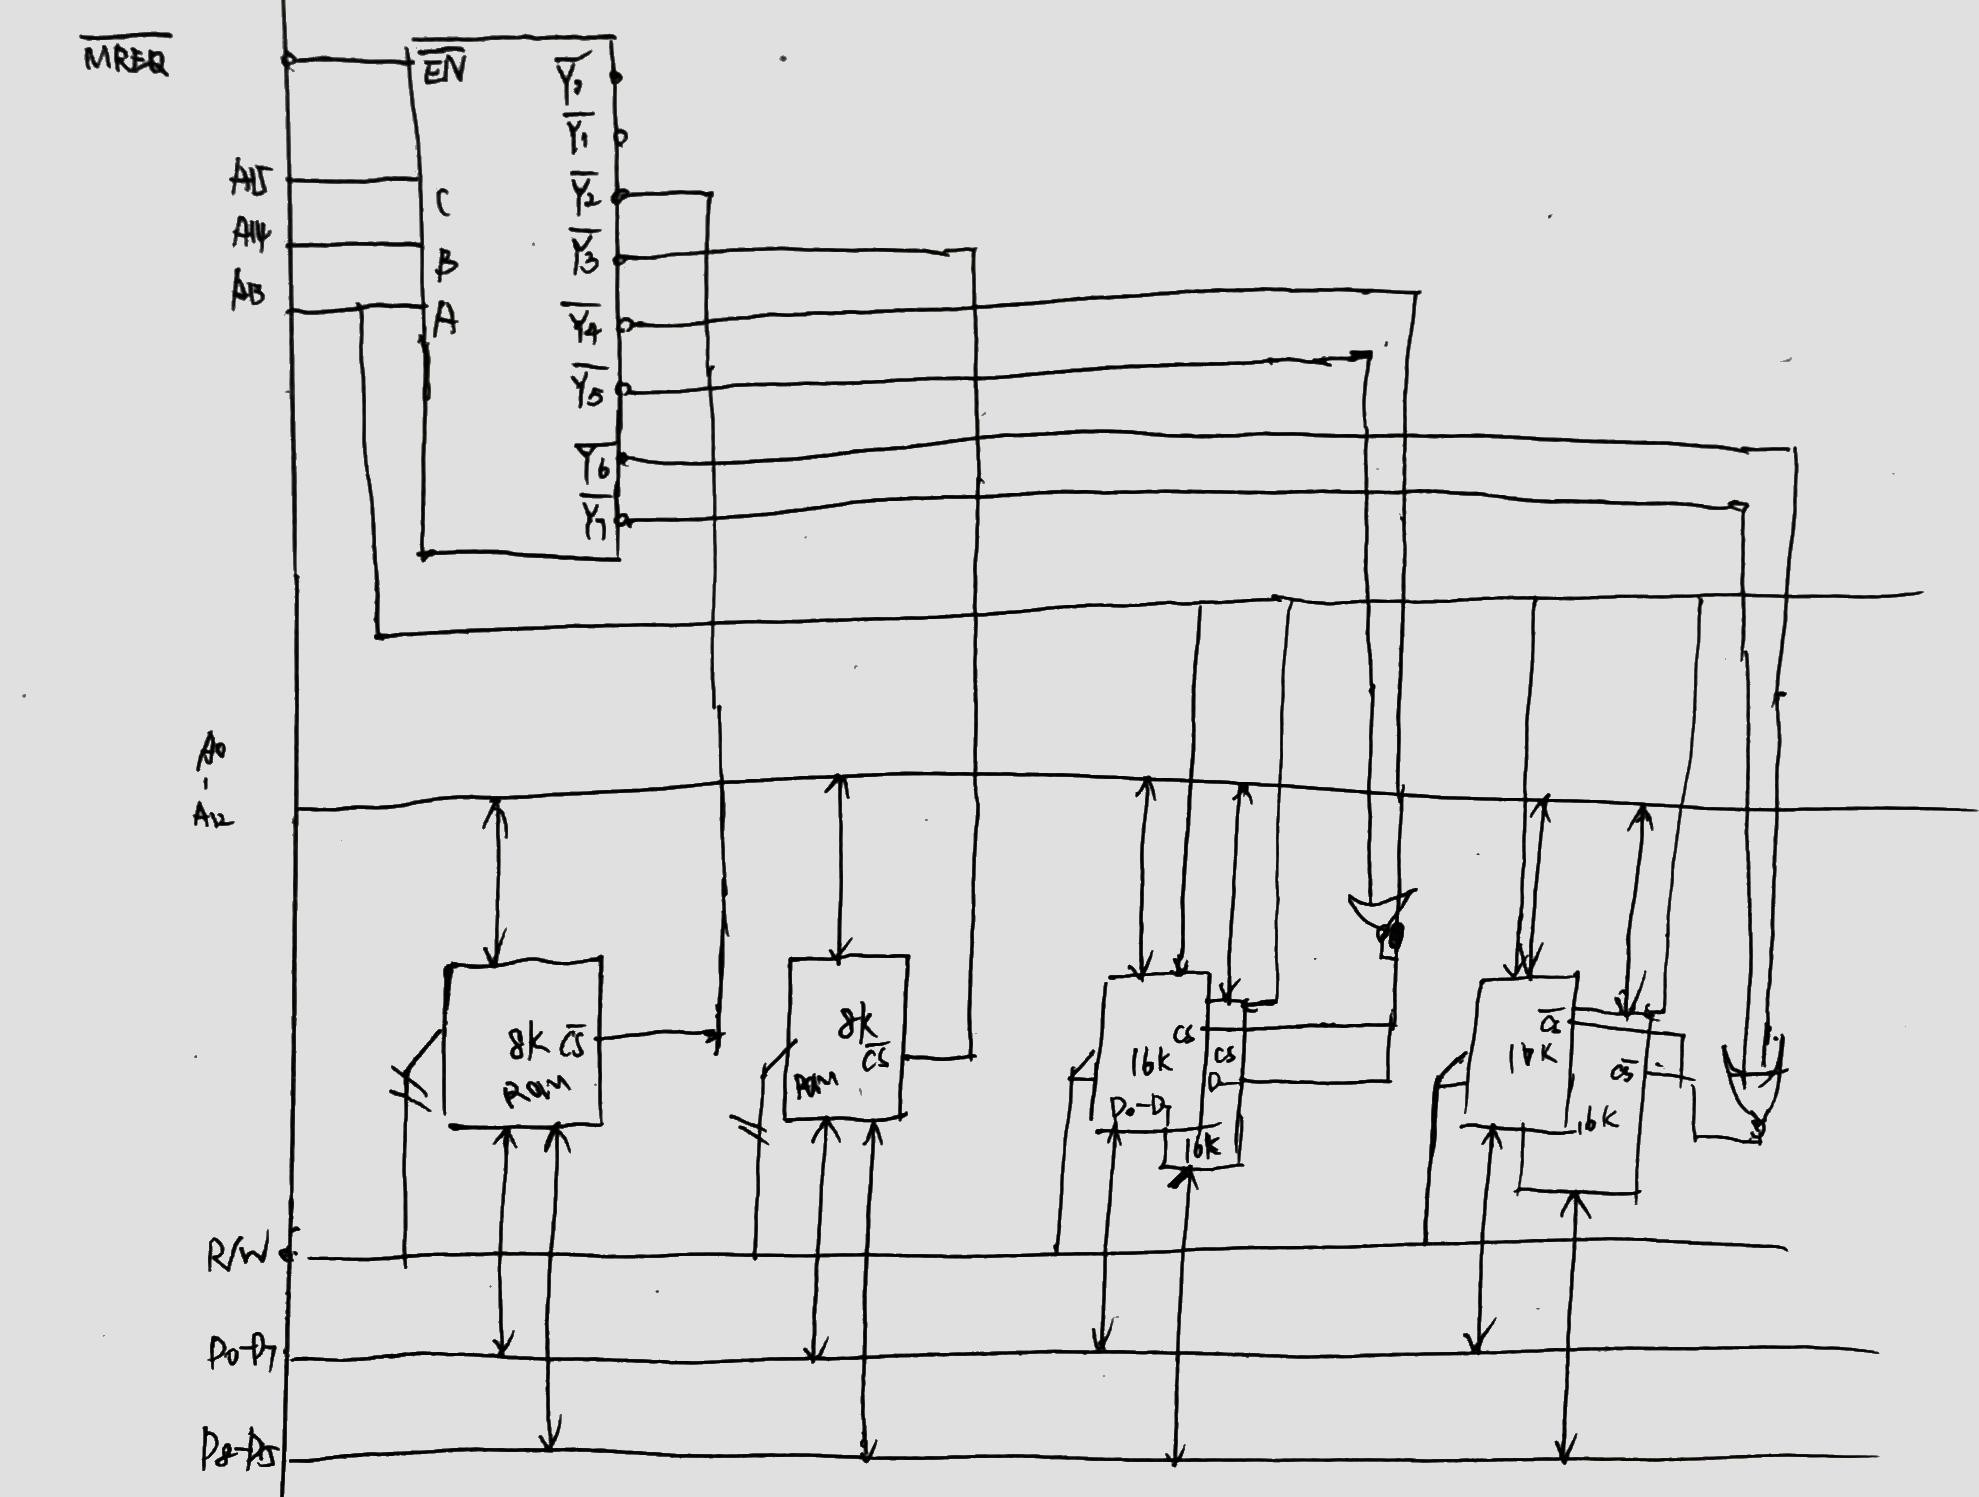 MREQ
EN
Y0
Y1
A15
C
Y2
A14
B
Y3
A13
A
Y4
Y5
Y6
Y7
A0
-
A12
8K CS
ROM
8K
CS
RAM
CS
16K
CS
D0-D7
16K
CS
16K
CS
16K
R/W
D0-D7
D8-D15